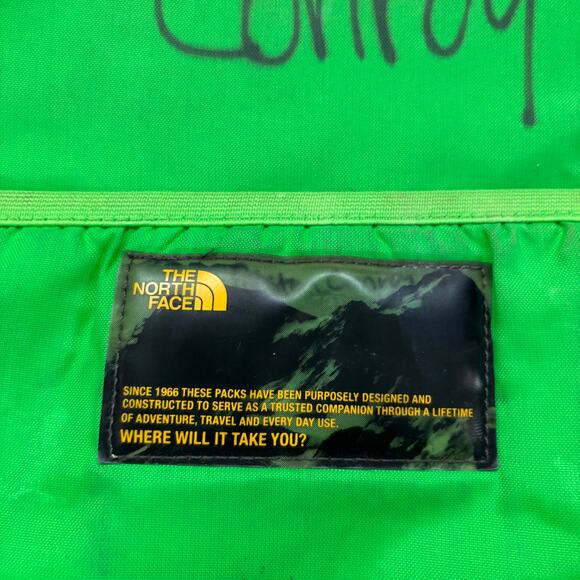 Conroy
THE
NORTH
FACE
SINCE 1966 THESE PACKS HAVE BEEN PURPOSELY DESIGNED AND
CONSTRUCTED TO SERVE AS A TRUSTED COMPANION THROUGH A LIFETIME
OF ADVENTURE, TRAVEL AND EVERY DAY USE.
WHERE WILL IT TAKE YOU?